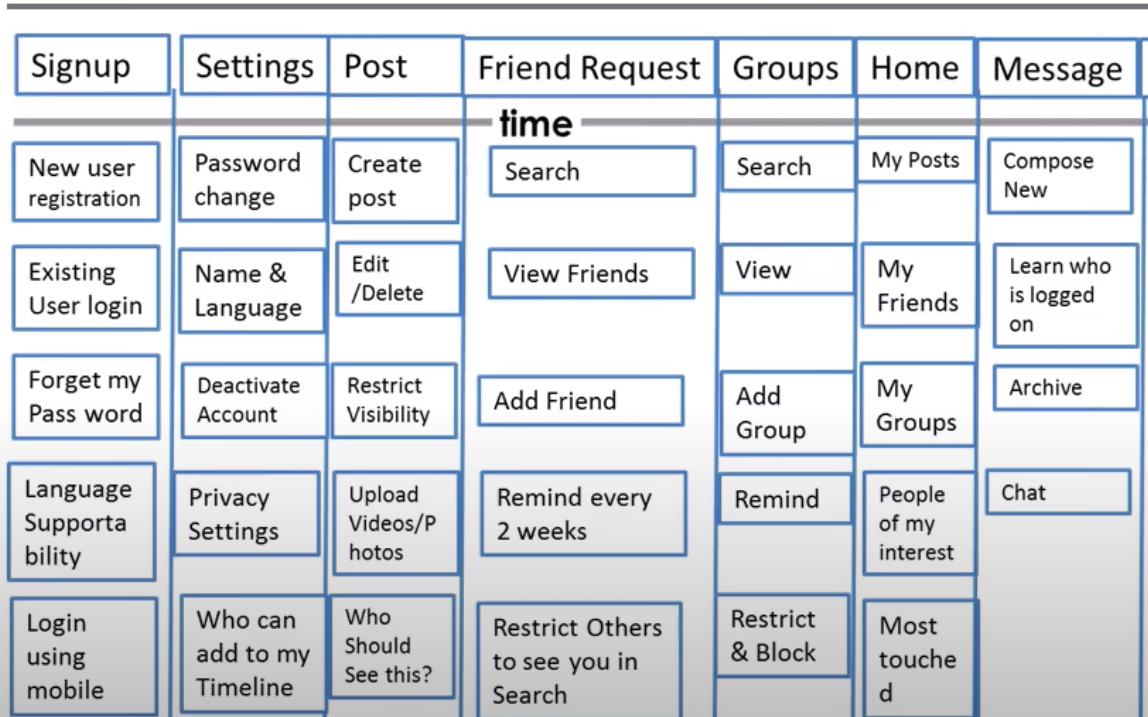 Signup
Settings
Post
Friend Request
Groups
Home
Message
time
New user
registration
Password
change
Create
post
Search
Search
My Posts
Compose
New
Existing
User login
Name &
Language
Edit
/Delete
View Friends
View
My
Friends
Learn who
is logged
on
Forget my
Pass word
Deactivate
Account
Restrict
Visibility
Add Friend
Add
Group
My
Groups
Archive
Language
Supporta
bility
Privacy
Settings
Upload
Videos/P
hotos
Remind every
2 weeks
Remind
People
of my
interest
Chat
Login
using
mobile
Who can
add to my
Timeline
Who
Should
See this?
Restrict Others
to see you in
Search
Restrict
& Block
Most
touche
d